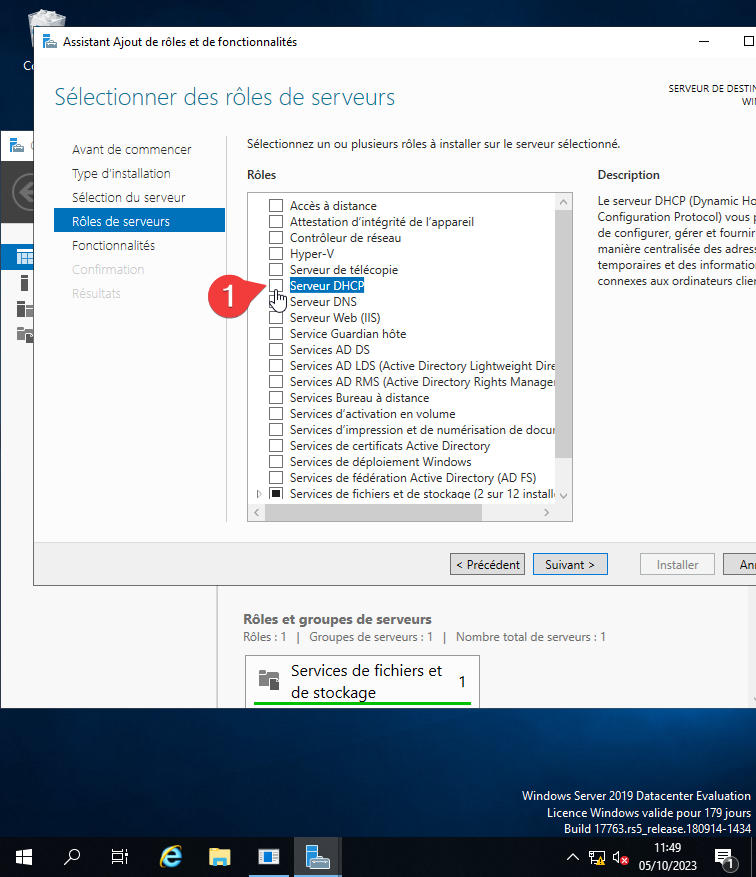 Assistant Ajout de rôles et de fonctionnalités
Sélectionner des rôles de serveurs
SERVEUR DE
Avant de commencer
Type d'installation
Sélection du serveur
Rôles de serveurs
Fonctionnalités
Confirmation
Résultats
Sélectionnez un ou plusieurs rôles à installer sur le serveur sélectionné.
Rôles
Accès à distance
Attestation d'intégrité de l'appareil
Contrôleur de réseau
Hyper-V
Serveur de télécopie
1
Serveur DHCP
Serveur DNS
Serveur Web (IIS)
Service Guardian hôte
Services AD DS
Services AD LDS (Active Directory Lightweight Dire
Services AD RMS (Active Directory Rights Manage
Services Bureau à distance
Services d'activation en volume
Services d'impression et de numérisation de docu
Services de certificats Active Directory
Services de déploiement Windows
Services de fédération Active Directory (AD FS)
Services de fichiers et de stockage (2 sur 12 install
Description
Le serveur DHCP (Dynamic Ho
Configuration Protocol) vous p
de configurer, gérer et fournir
manière centralisée des adres
temporaires et des information
connexes aux ordinateurs clien
< Précédent
Suivant >
Installer
Ann
Rôles et groupes de serveurs
Rôles : 1 | Groupes de serveurs : 1 | Nombre total de serveurs : 1
Services de fichiers et
de stockage
1
Windows Server 2019 Datacenter Evaluation
Licence Windows valide pour 179 jours
Build 17763.rs5_release.180914-1434
11:49
05/10/2023
1